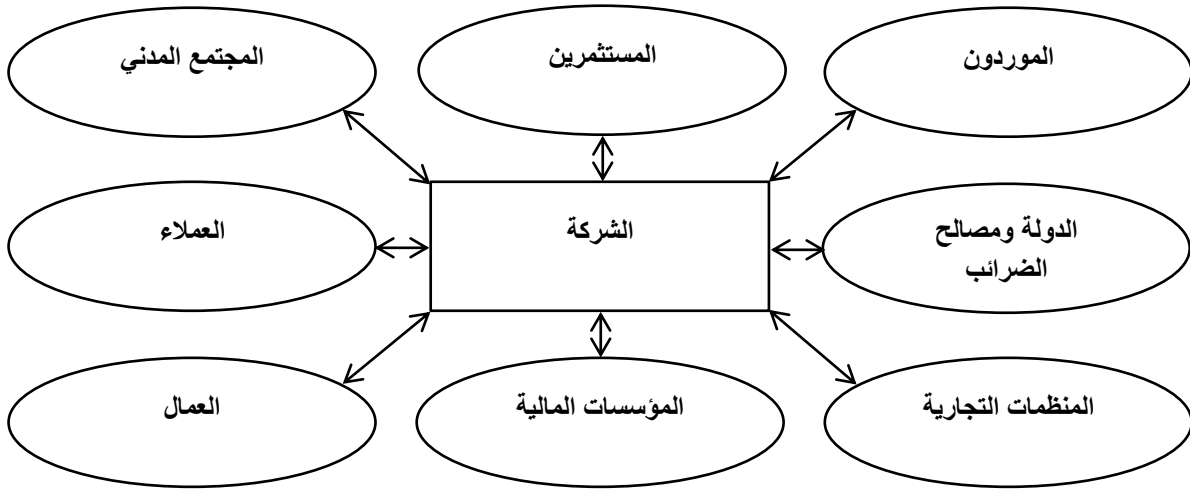 الموردون
المستثمرين
المجتمع المدني
الدولة ومصالح
الضرائب
الشركة
العملاء
المنظمات التجارية
المؤسسات المالية
العمال